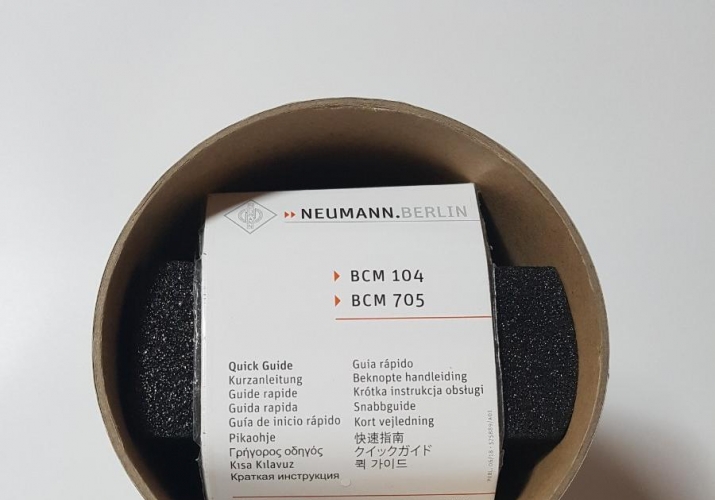 NEUMANN.BERLIN
BCM 104
BCM 705
Quick Guide
Kurzanleitung
Guide rapide
Guida rapida
Guía de inicio rápido
Pikaohje
Γρήγορος οδηγός
Kısa Kılavuz
Краткая инструкция
Guia rápido
Beknopte handleiding
Krótka instrukcja obsługi
Snabbguide
Kort vejledning
快速指南
クイックガイド
퀵 가이드